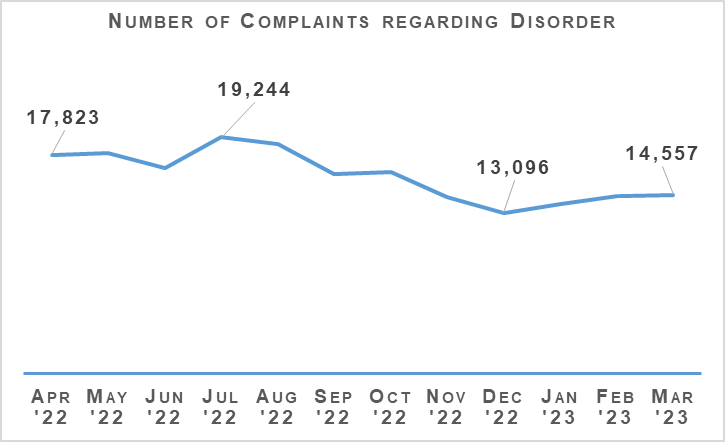 NUMBER OF COMPLAINTS REGARDING DISORDER
19,244
17,823
14,557
13,096
APR MAY JUN JUL AUG SEP OCT NOV DEC JAN FEB MAR
'22 '22 '22 '22 '22 '22 '22 '22 '22 '23 '23 '23